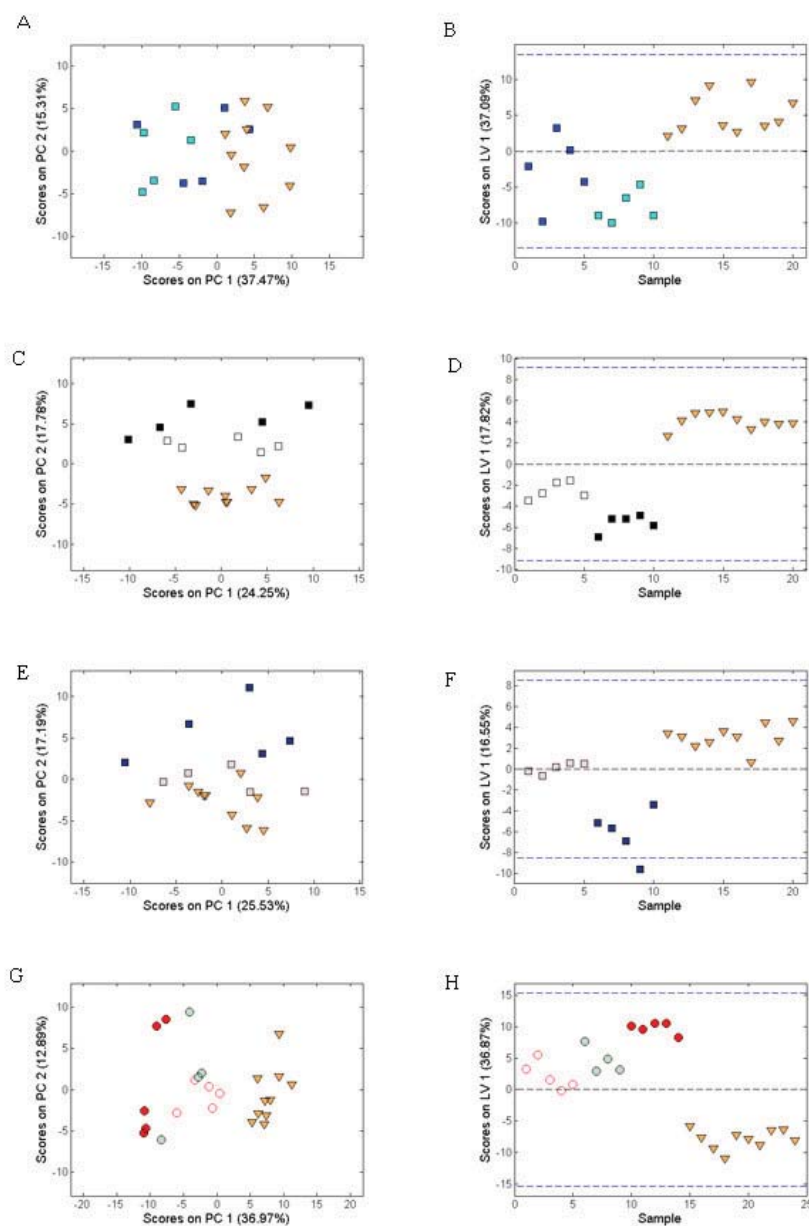 A
Scores on PC 2 (15.31%)
10
5
0
-5
-10
-15 -10 -5 0 5 10 15
Scores on PC 1 (37.47%)
B
Scores on LV 1 (37.09%)
10
5
0
-5
-10
0 5 10 15 20
Sample
C
Scores on PC 2 (17.78%)
10
5
0
-5
-10
-15 -10 -5 0 5 10 15
Scores on PC 1 (24.25%)
D
Scores on LV 1 (17.82%)
10
8
6
4
2
0
-2
-4
-6
-8
-10
0 5 10 15 20
Sample
E
Scores on PC 2 (17.19%)
10
5
0
-5
-10
-15 -10 -5 0 5 10 15
Scores on PC 1 (25.53%)
F
Scores on LV 1 (16.55%)
8
6
4
2
0
-2
-4
-6
-8
-10
0 5 10 15 20
Sample
G
Scores on PC 2 (12.89%)
10
5
0
-5
-10
-20 -15 -10 -5 0 5 10 15 20
Scores on PC 1 (36.97%)
H
Scores on LV 1 (36.87%)
15
10
5
0
-5
-10
-15
0 5 10 15 20
Sample